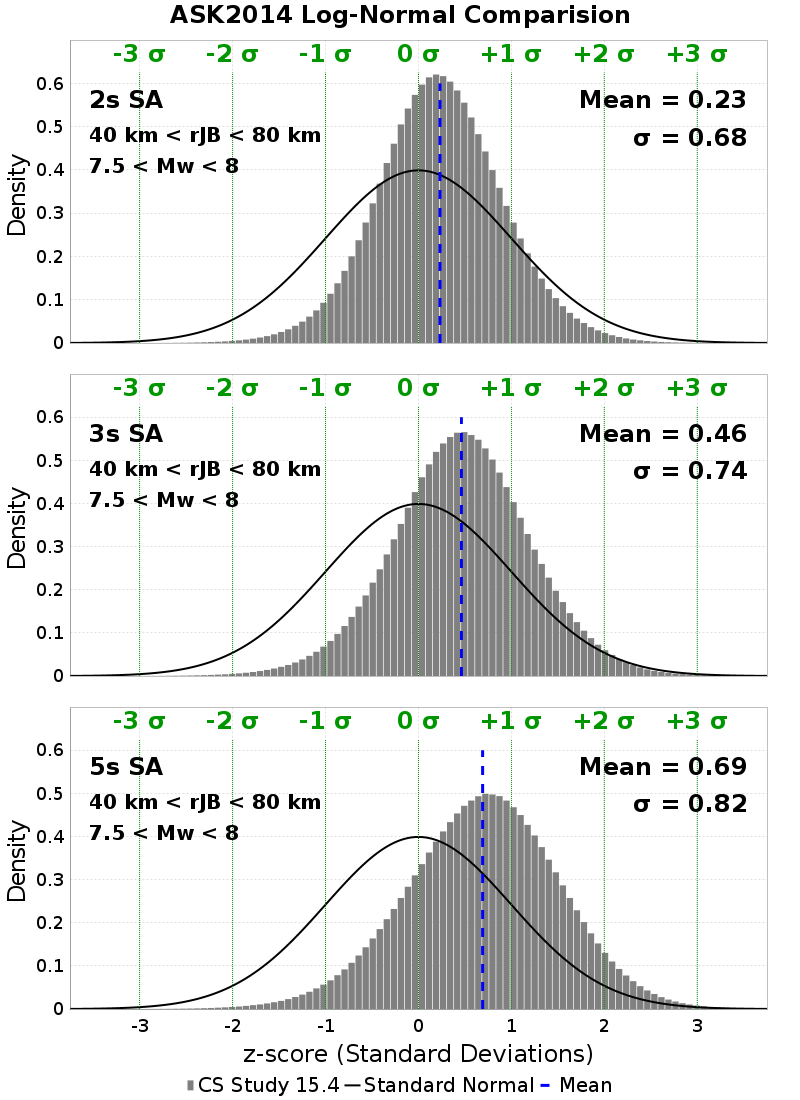 ASK2014 Log-Normal Comparision
-3 σ -2 σ -1 σ 0 σ +1 σ +2 σ +3 σ
0.6
2s SA Mean = 0.23
0.5
40 km < rJB < 80 km σ = 0.68
7.5 < Mw < 8
0.4
0.3
0.2
0.1
0
Density
-3 σ -2 σ -1 σ 0 σ +1 σ +2 σ +3 σ
0.6
3s SA Mean = 0.46
0.5
40 km < rJB < 80 km σ = 0.74
7.5 < Mw < 8
0.4
0.3
0.2
0.1
0
Density
-3 σ -2 σ -1 σ 0 σ +1 σ +2 σ +3 σ
0.6
5s SA Mean = 0.69
0.5
40 km < rJB < 80 km σ = 0.82
7.5 < Mw < 8
0.4
0.3
0.2
0.1
0
Density
-3 -2 -1 0 1 2 3
z-score (Standard Deviations)
CS Study 15.4 Standard Normal Mean